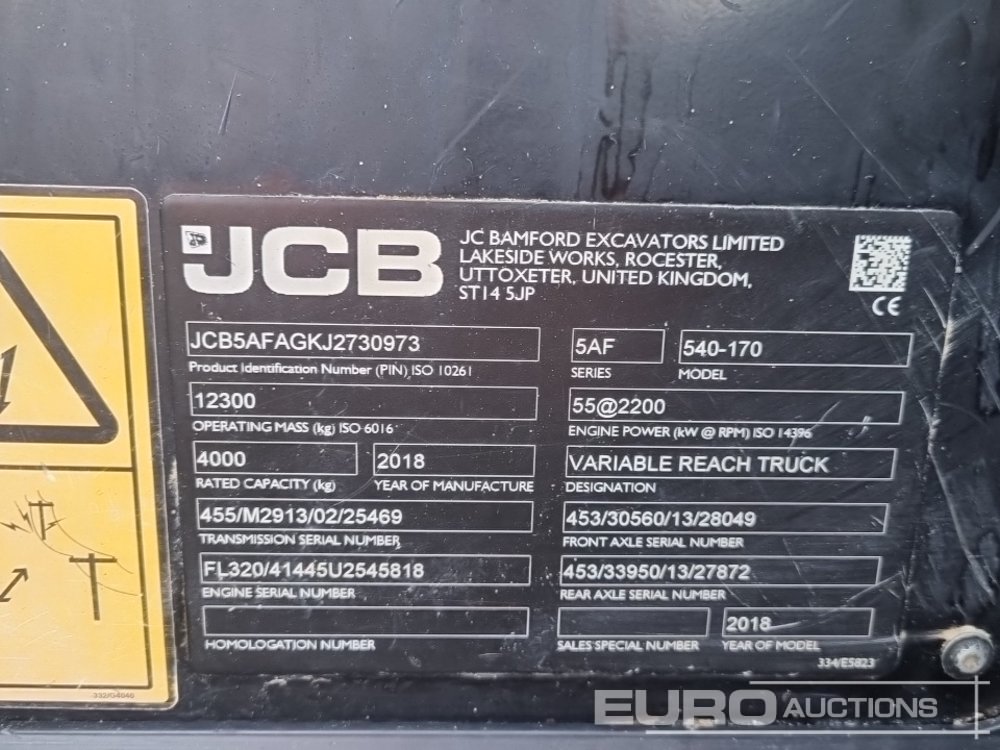 JCB
JC BAMFORD EXCAVATORS LIMITED
LAKESIDE WORKS, ROCESTER,
UTTOXETER, UNITED KINGDOM,
ST14 5JP
CE
JCB5AFAGKJ2730973
Product Identification Number (PIN) ISO 10261
5AF
SERIES
540-170
MODEL
12300
OPERATING MASS (kg) ISO 6016
55@2200
ENGINE POWER (kW @ RPM) ISO 14396
4000
RATED CAPACITY (kg)
2018
YEAR OF MANUFACTURE
VARIABLE REACH TRUCK
DESIGNATION
455/M2913/02/25469
TRANSMISSION SERIAL NUMBER
453/30560/13/28049
FRONT AXLE SERIAL NUMBER
FL320/41445U2545818
ENGINE SERIAL NUMBER
453/33950/13/27872
REAR AXLE SERIAL NUMBER
HOMOLOGATION NUMBER
SALES SPECIAL NUMBER
2018
YEAR OF MODEL
334/E5823
332/G4040
EURO AUCTIONS